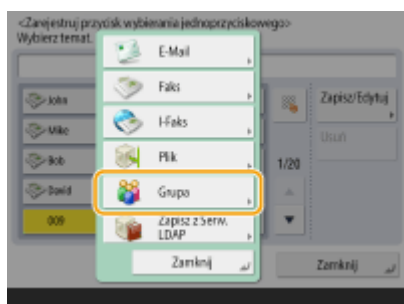 <Zarejestruj przycisk wybierania jednoprzyciskowego>
Wybierz temat.
E-Mail
Faks
I-Faks
Plik
Grupa
Zapisz z Serw.
LDAP
Zamknij
John
Mike
Bob
David
009
1/20
Zapisz/Edytuj
Usuń
Zamknij